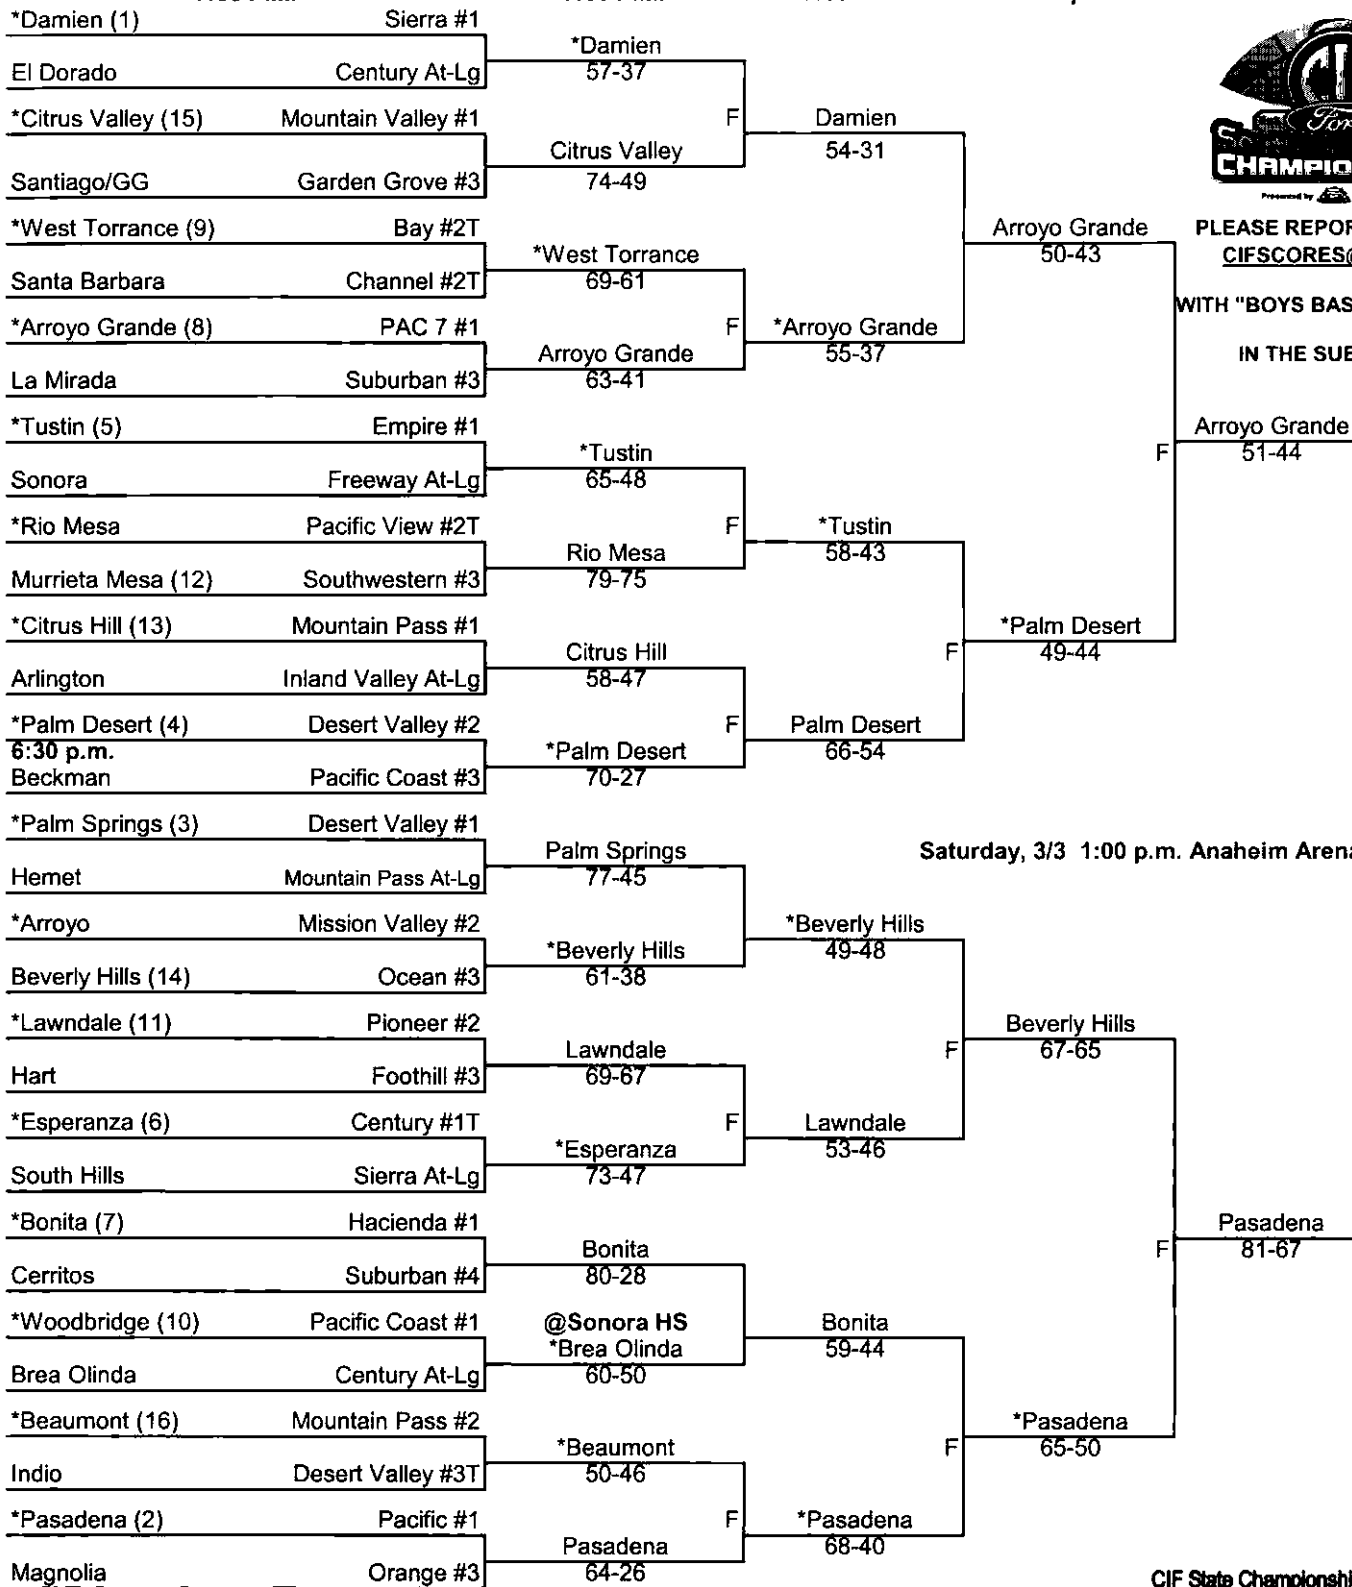 *Damien (1) Sierra #1
El Dorado Century At-Lg
*Citrus Valley (15) Mountain Valley #1
Santiago/GG Garden Grove #3
*West Torrance (9) Bay #2T
Santa Barbara Channel #2T
*Arroyo Grande (8) PAC 7 #1
La Mirada Suburban #3
*Tustin (5) Empire #1
Sonora Freeway At-Lg
*Rio Mesa Pacific View #2T
Murrieta Mesa (12) Southwestern #3
*Citrus Hill (13) Mountain Pass #1
Arlington Inland Valley At-Lg
*Palm Desert (4) Desert Valley #2
6:30 p.m.
Beckman Pacific Coast #3
*Palm Springs (3) Desert Valley #1
Hemet Mountain Pass At-Lg
*Arroyo Mission Valley #2
Beverly Hills (14) Ocean #3
*Lawndale (11) Pioneer #2
Hart Foothill #3
*Esperanza (6) Century #1T
South Hills Sierra At-Lg
*Bonita (7) Hacienda #1
Cerritos Suburban #4
*Woodbridge (10) Pacific Coast #1
Brea Olinda Century At-Lg
*Beaumont (16) Mountain Pass #2
Indio Desert Valley #3T
*Pasadena (2) Pacific #1
Magnolia Orange #3
*Damien
57-37
F
Citrus Valley
74-49
*West Torrance
69-61
F
Arroyo Grande
63-41
*Tustin
65-48
F
Rio Mesa
79-75
Citrus Hill
58-47
F
*Palm Desert
70-27
Palm Springs
77-45
*Beverly Hills
61-38
Lawndale
69-67
F
*Esperanza
73-47
Bonita
80-28
@Sonora HS
*Brea Olinda
60-50
*Beaumont
50-46
F
Pasadena
64-26
Damien
54-31
*Arroyo Grande
55-37
*Tustin
58-43
F
Palm Desert
66-54
*Beverly Hills
49-48
F
Lawndale
53-46
Bonita
59-44
F
*Pasadena
68-40
Arroyo Grande
50-43
F
*Palm Desert
49-44
Beverly Hills
67-65
F
*Pasadena
65-50
Arroyo Grande
51-44
Saturday, 3/3 1:00 p.m. Anaheim Arena
Pasadena
81-67
Ford
CHAMPIO
Presented by
PLEASE REPOR
CIFSCORES@
WITH "BOYS BAS
IN THE SUB
CIF State Championshi